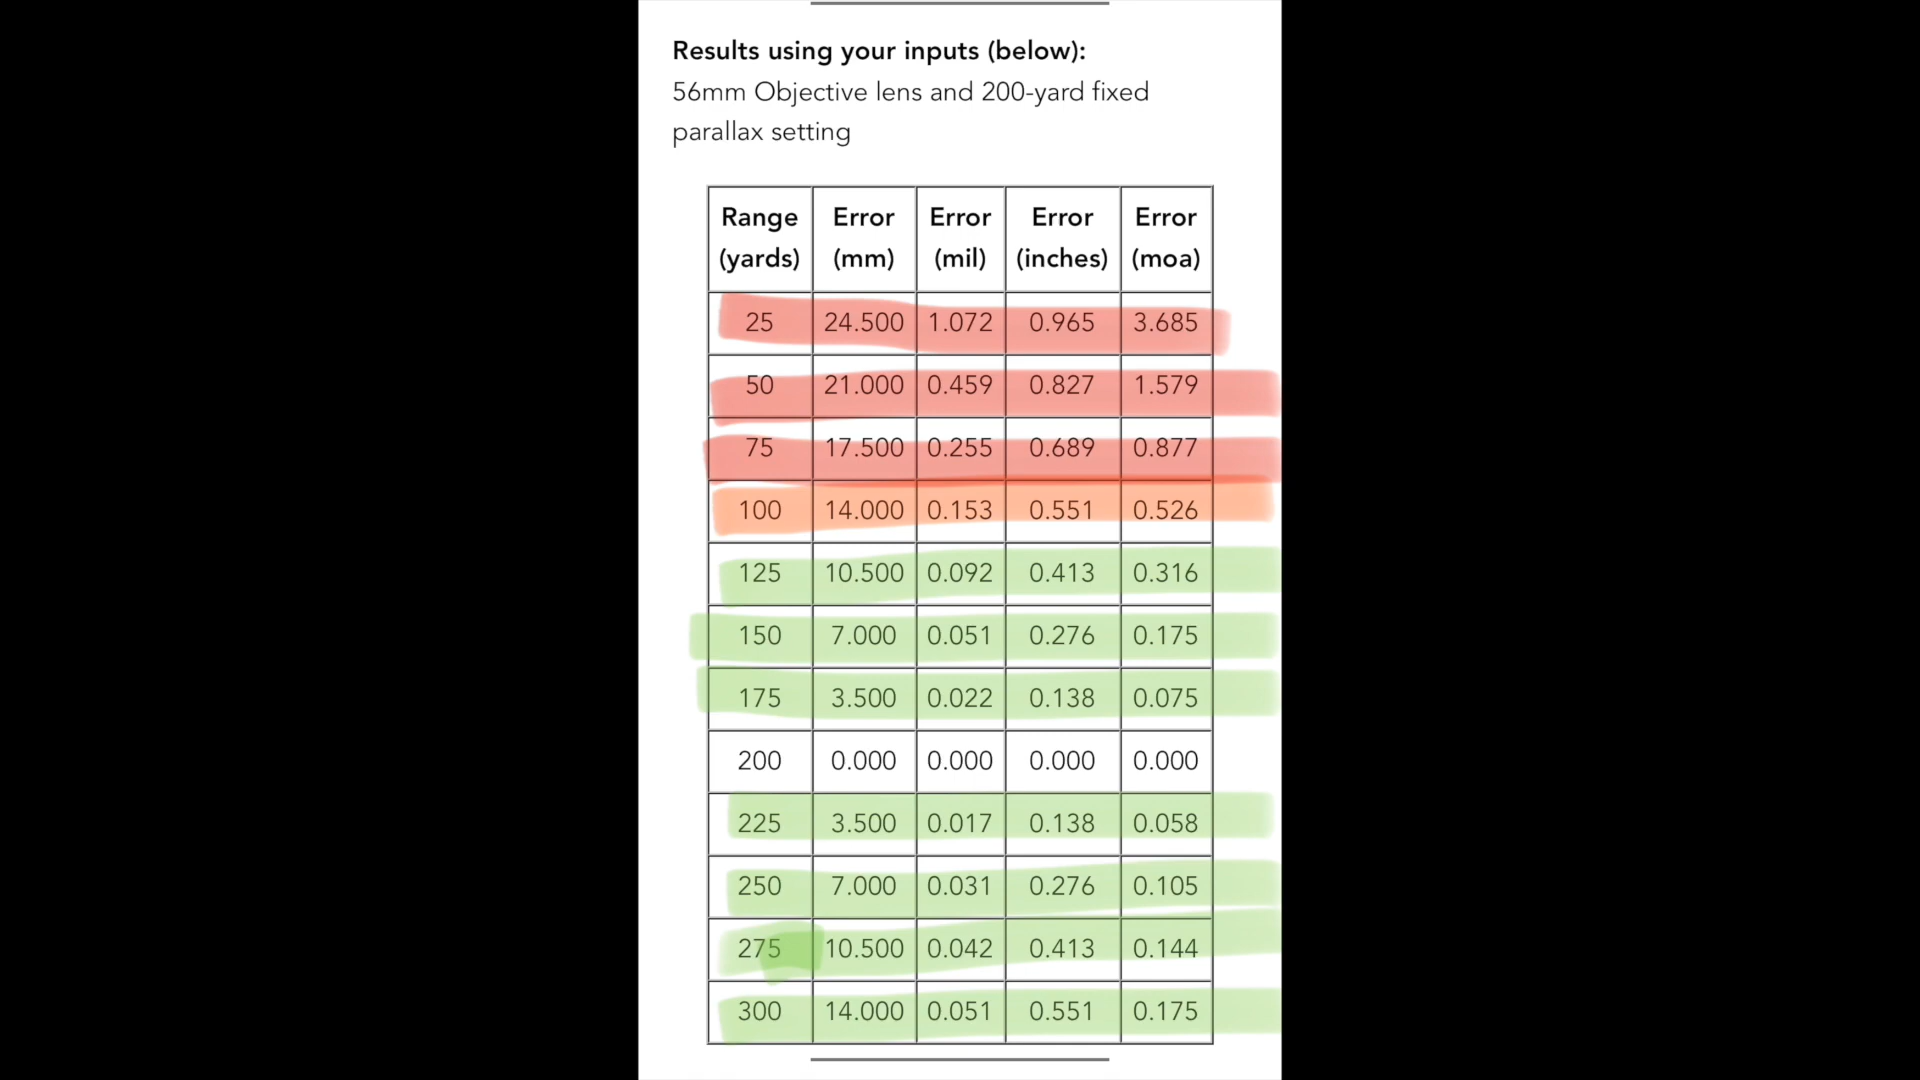 Results using your inputs (below):
56mm Objective lens and 200-yard fixed
parallax setting
Range (yards) Error (mm) Error (mil) Error (inches) Error (moa)
25 24.500 1.072 0.965 3.685
50 21.000 0.459 0.827 1.579
75 17.500 0.255 0.689 0.877
100 14.000 0.153 0.551 0.526
125 10.500 0.092 0.413 0.316
150 7.000 0.051 0.276 0.175
175 3.500 0.022 0.138 0.075
200 0.000 0.000 0.000 0.000
225 3.500 0.017 0.138 0.058
250 7.000 0.031 0.276 0.105
275 10.500 0.042 0.413 0.144
300 14.000 0.051 0.551 0.175